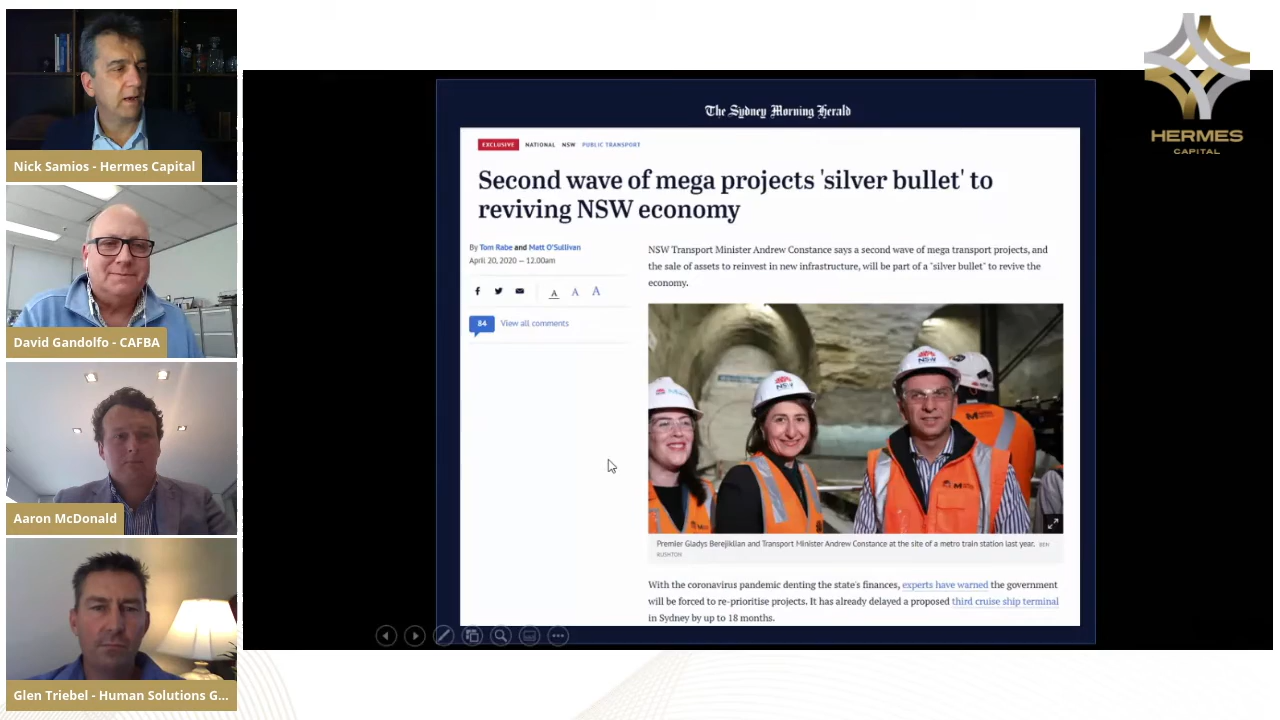 Nick Samios - Hermes Capital
David Gandolfo - CAFBA
Aaron McDonald
Glen Triebel - Human Solutions G...
The Sydney Morning Herald
EXCLUSIVE NATIONAL NSW PUBLIC TRANSPORT
Second wave of mega projects 'silver bullet' to
reviving NSW economy
By Tom Rabe and Matt O'Sullivan
April 20, 2020 — 12.00am
A A A
84 View all comments
NSW Transport Minister Andrew Constance says a second wave of mega transport projects, and
the sale of assets to reinvest in new infrastructure, will be part of a "silver bullet" to revive the
economy.
NSW
NSW
M
M
Premier Gladys Berejiklian and Transport Minister Andrew Constance at the site of a metro train station last year. BEN
RUSHTON
With the coronavirus pandemic denting the state's finances, experts have warned the government
will be forced to re-prioritise projects. It has already delayed a proposed third cruise ship terminal
in Sydney by up to 18 months.
HERMES
CAPITAL